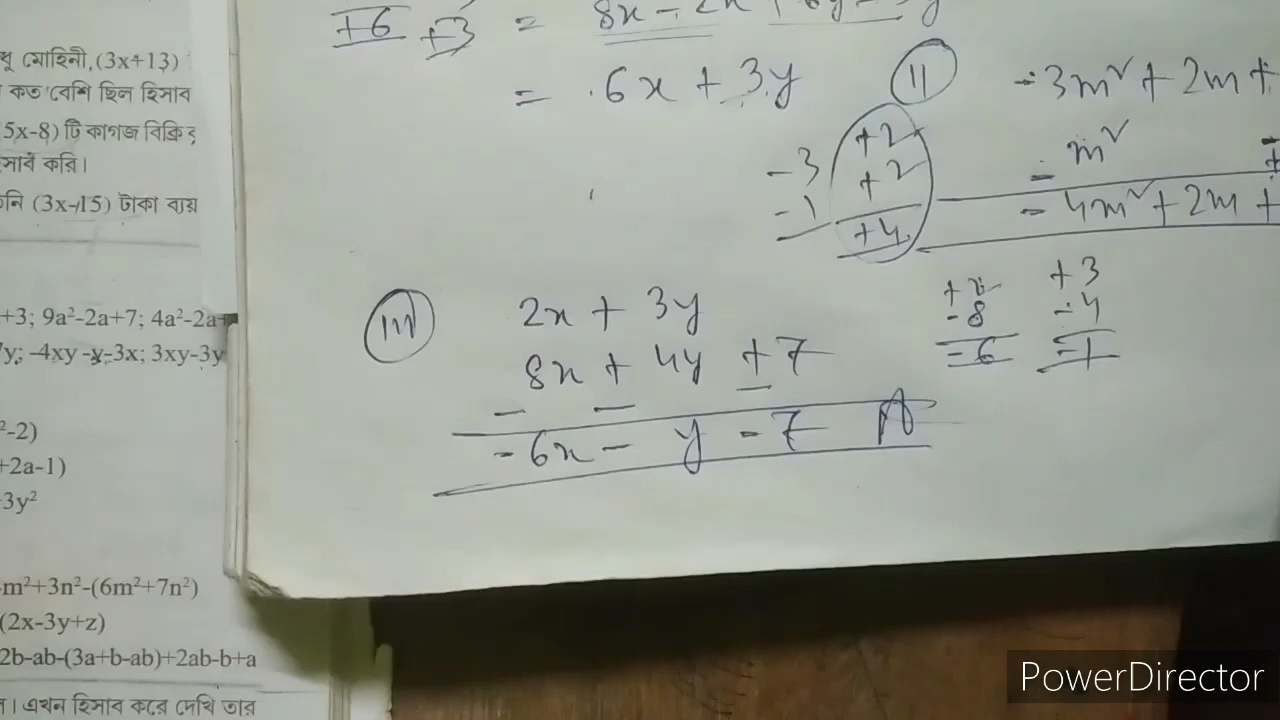 মোহিনী,(3x+13)
কত বেশি ছিল হিসাব
5x-8) টি কাগজ বিক্রি
করি।
(3x-15) টাকা ব্যয়
+3; 9a²-2a+7; 4a²-2a+
y; -4xy -y-3x; 3xy-3y
²-2)
+2a-1)
3y²
m²+3n²-(6m²+7n²)
(2x-3y+z)
2b-ab-(3a+b-ab)+2ab-b+a
। এখন হিসাব করে দেখি তার
+6 +3 =
= 6x + 3y
(II) -3m² + 2m +
- m²
- 4m² + 2m +
-3 +2
-1 +2
+4
(III) 2x + 3y
8x + 4y + 7
- - -
-6x - y - 7 A
+2 +3
-8 -4
-6 -1
PowerDirector